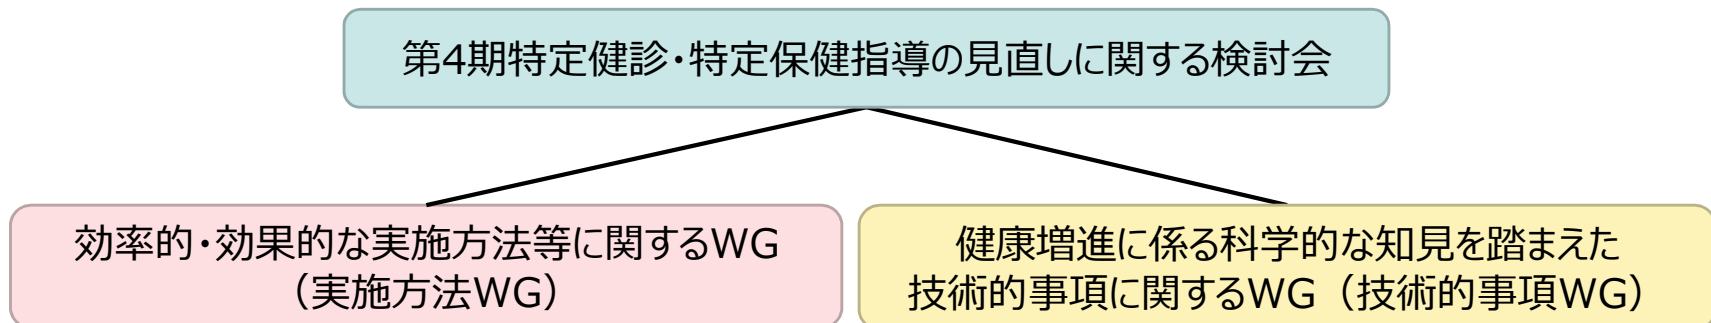 第4期特定健診・特定保健指導の見直しに関する検討会
効率的・効果的な実施方法等に関するWG
（実施方法WG）
健康増進に係る科学的な知見を踏まえた
技術的事項に関するWG（技術的事項WG）